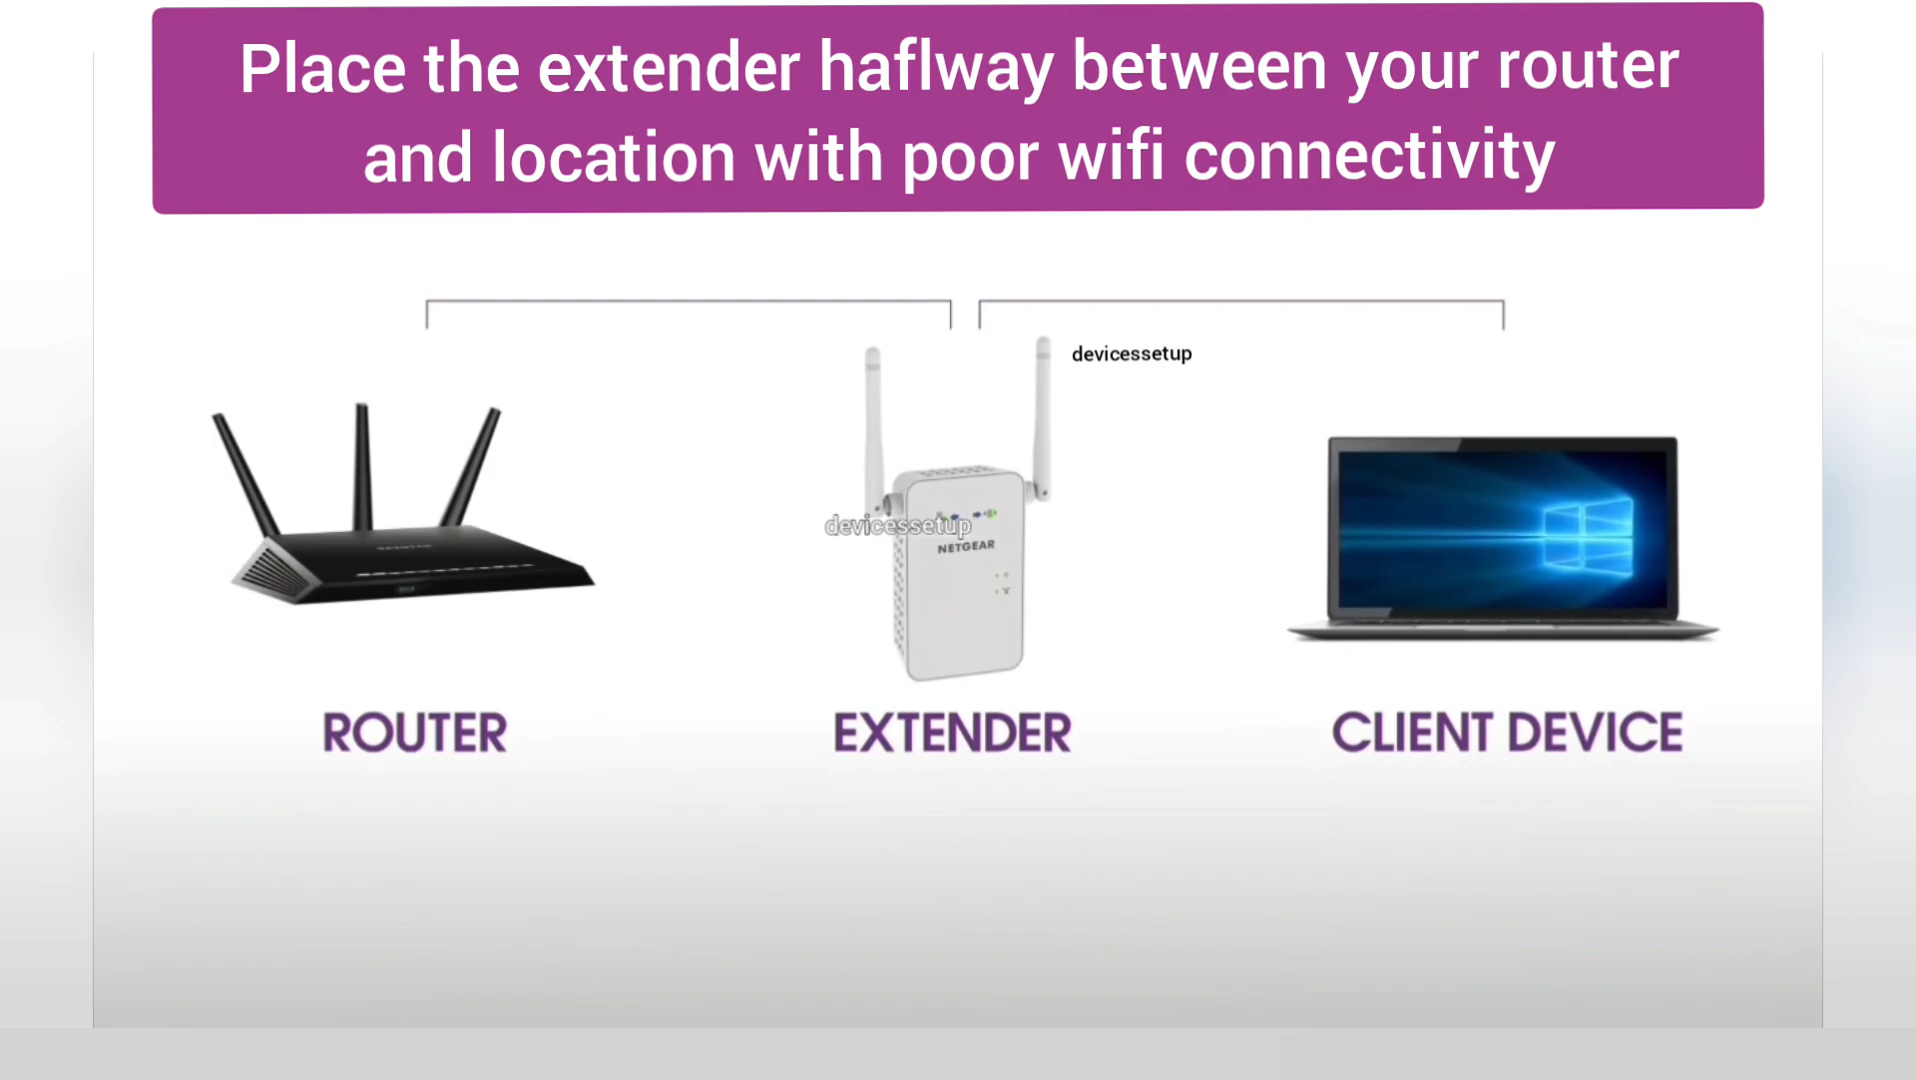 Place the extender haflway between your router
and location with poor wifi connectivity
devicessetup
devicessetup
NETGEAR
ROUTER
EXTENDER
CLIENT DEVICE